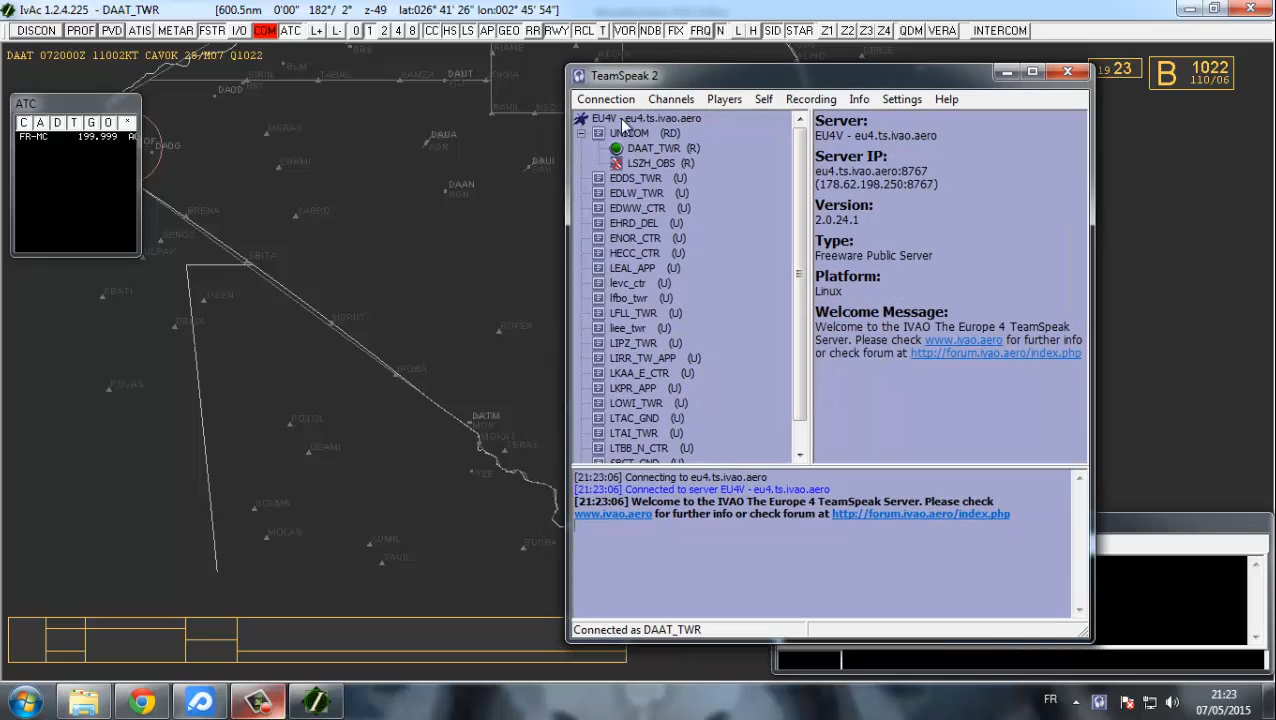 IvAc 1.2.4.225 - DAAT_TWR [600.5nm 0'00" 182°/ 2° z-49 lat:026° 41' 26 lon:002° 45' 54]
DISCON PROF PVD ATIS METAR FSTR I/O COM ATC L+ L- 0 1 2 4 8 CC HS LS AP GEO RR RWY RCL T VOR NDB FIX FRQ N L H SID STAR Z1 Z2 Z3 Z4 QDM VERA INTERCOM
DAAT 072000Z 11002KT CAVOK 28/M07 Q1022
19 23 B 1022
110/06
ATC
C A D T G O *
FR-MC 199.999
DAOD
DAUT
DAUI
DAAN
SBITA
USRUT
IPOBA
DATM
MOKAT
TERAS
TeamSpeak 2
Connection Channels Players Self Recording Info Settings Help
EU4V - eu4.ts.ivao.aero
UNICOM (RD)
DAAT_TWR (R)
LSZH_OBS (R)
EDDS_TWR (U)
EDLW_TWR (U)
EDWW_CTR (U)
EHRD_DEL (U)
ENOR_CTR (U)
HECC_CTR (U)
LEAL_APP (U)
levc_ctr (U)
lfbo_twr (U)
LFLL_TWR (U)
liee_twr (U)
LIPZ_TWR (U)
LIRR_TW_APP (U)
LKAA_E_CTR (U)
LKPR_APP (U)
LOWI_TWR (U)
LTAC_GND (U)
LTAI_TWR (U)
LTBB_N_CTR (U)
Server:
EU4V - eu4.ts.ivao.aero
Server IP:
eu4.ts.ivao.aero:8767
(178.62.198.250:8767)
Version:
2.0.24.1
Type:
Freeware Public Server
Platform:
Linux
Welcome Message:
Welcome to the IVAO The Europe 4 TeamSpeak
Server. Please check www.ivao.aero for further info
or check forum at http://forum.ivao.aero/index.php
[21:23:06] Connecting to eu4.ts.ivao.aero
[21:23:06] Connected to server EU4V - eu4.ts.ivao.aero
[21:23:06] Welcome to the IVAO The Europe 4 TeamSpeak Server. Please check
www.ivao.aero for further info or check forum at http://forum.ivao.aero/index.php
Connected as DAAT_TWR
FR
21:23
07/05/2015